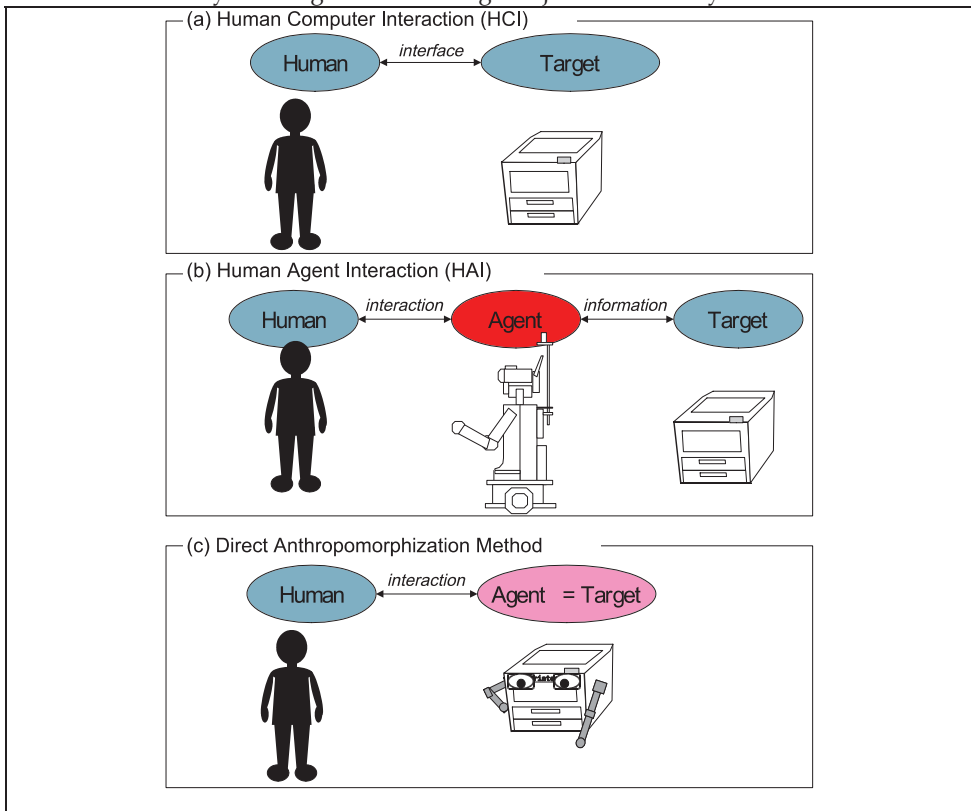 (a) Human Computer Interaction (HCI)
Human
interface
Target
(b) Human Agent Interaction (HAI)
Human
interaction
Agent
information
Target
(c) Direct Anthropomorphization Method
Human
interaction
Agent = Target